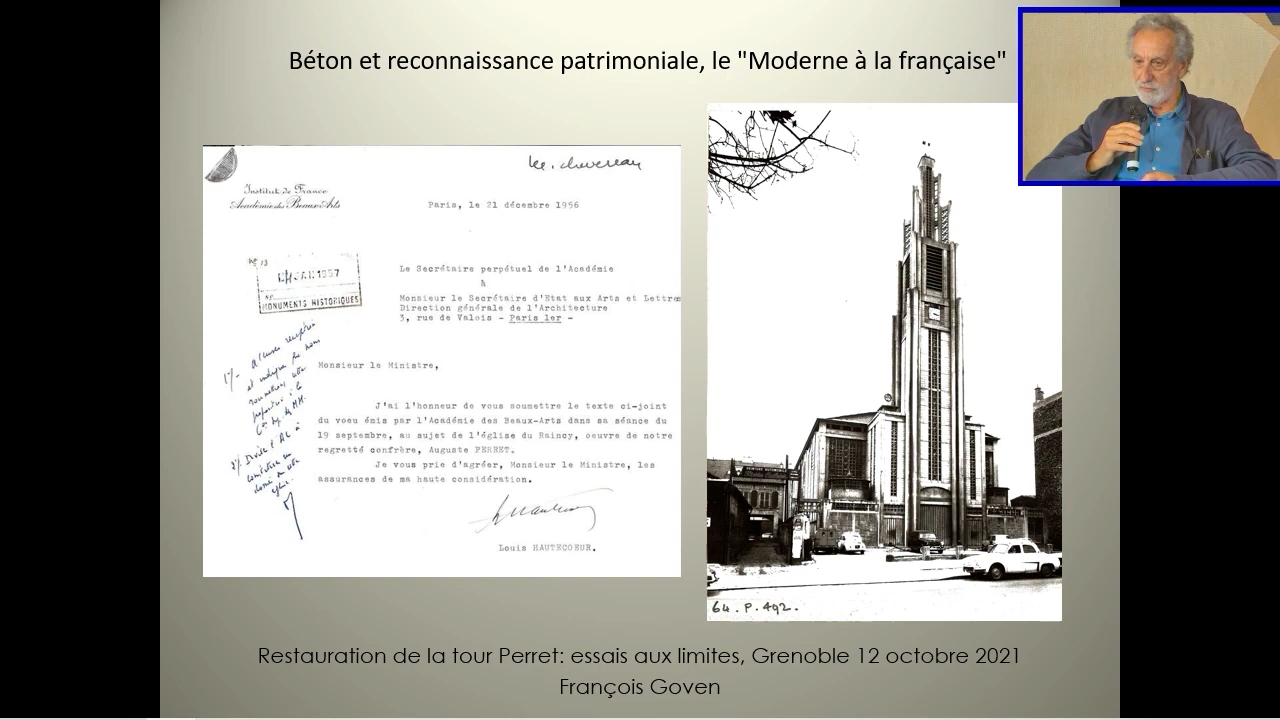 Béton et reconnaissance patrimoniale, le "Moderne à la française"
Institut de France
Académie des Beaux-Arts
Paris, le 21 décembre 1956
MONUMENTS HISTORIQUES
Le Secrétaire perpétuel de l'Académie
à
Monsieur le Secrétaire d'Etat aux Arts et Lettres
Direction générale de l'Architecture
3, rue de Valois - Paris 1er -
Monsieur le Ministre,
J'ai l'honneur de vous soumettre le texte ci-joint
du voeu émis par l'Académie des Beaux-Arts dans sa séance du
19 septembre, au sujet de l'église du Raincy, oeuvre de notre
regretté confrère, Auguste PERRET.
Je vous prie d'agréer, Monsieur le Ministre, les
assurances de ma haute considération.
Louis HAUTECOEUR.
64. P. 492.
Restauration de la tour Perret: essais aux limites, Grenoble 12 octobre 2021
François Goven